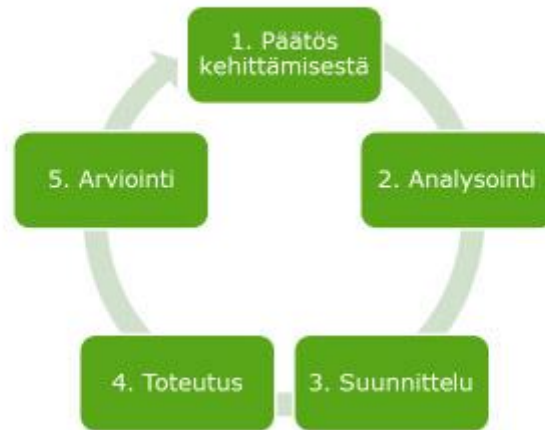 1. Päätös
kehittämisestä
2. Analysointi
3. Suunnittelu
4. Toteutus
5. Arviointi